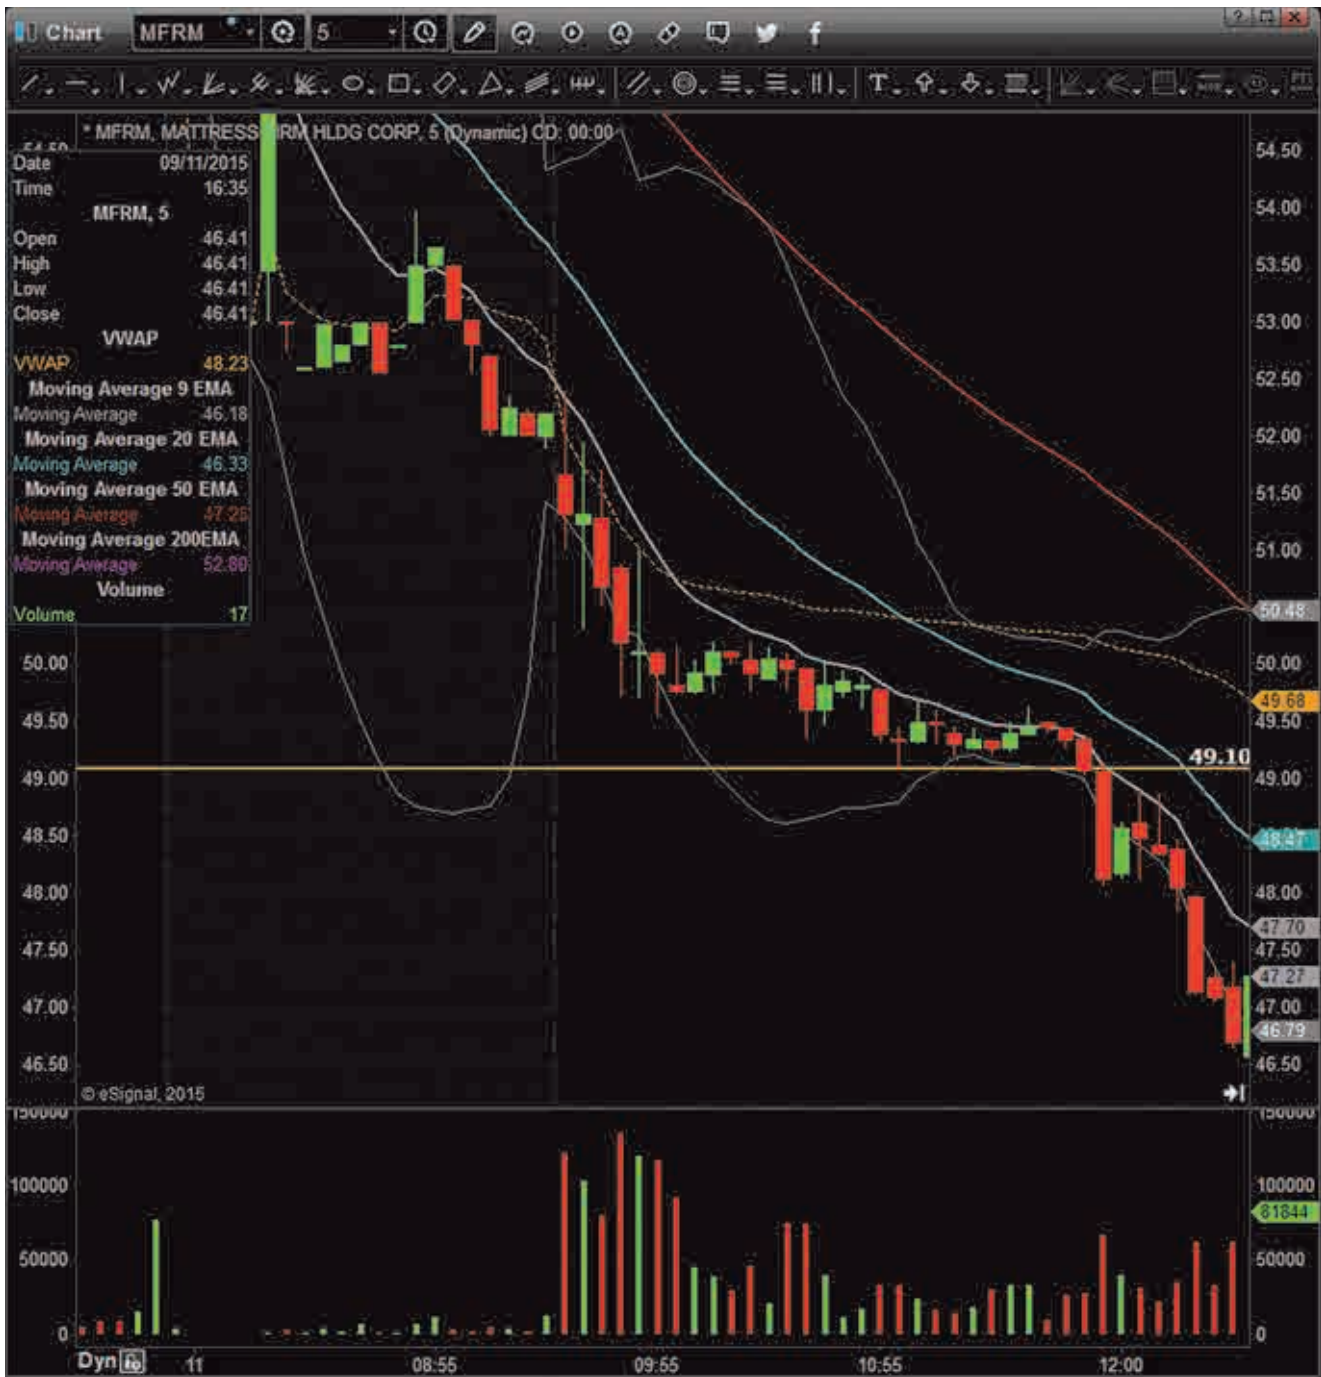 Chart MFRM 5
* MFRM, MATTRESS FIRM HLDG CORP, 5 (Dynamic) CD: 00:00
Date 09/11/2015
Time 16:35
MFRM, 5
Open 46.41
High 46.41
Low 46.41
Close 46.41
VWAP
VWAP 48.23
Moving Average 9 EMA
Moving Average 46.18
Moving Average 20 EMA
Moving Average 46.33
Moving Average 50 EMA
Moving Average 47.25
Moving Average 200EMA
Moving Average 52.80
Volume
Volume 17
50.00
49.50
49.00
48.50
48.00
47.50
47.00
46.50
54.50
54.00
53.50
53.00
52.50
52.00
51.50
51.00
50.48
50.00
49.68
49.50
49.10
49.00
48.50
48.47
48.00
47.70
47.50
47.27
47.00
46.79
46.50
© eSignal, 2015
150000
100000
50000
0
150000
100000
81844
50000
0
Dyn 11 08:55 09:55 10:55 12:00